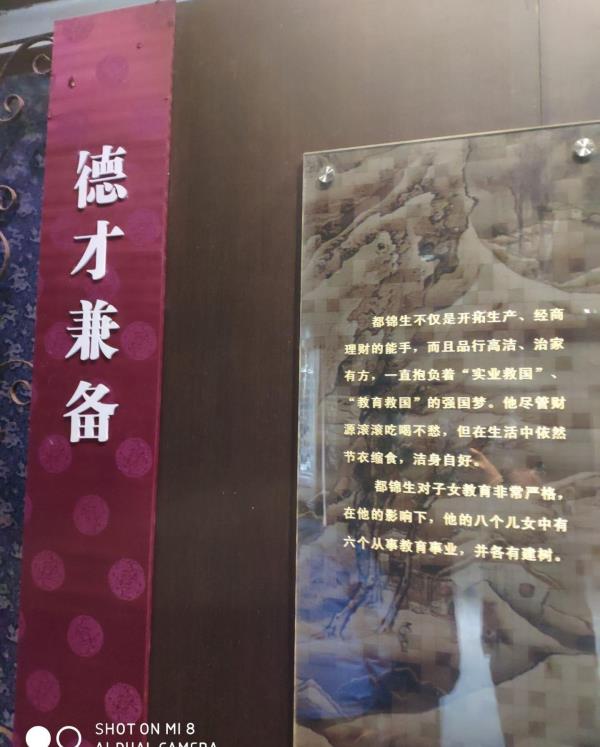 德才兼备
都锦生不仅是开拓生产、经商
理财的能手，而且品行高洁、治家
有方，一直抱负着“实业救国”、
“教育救国”的强国梦。他尽管财
源滚滚吃喝不愁，但在生活中依然
节衣缩食，洁身自好。
都锦生对子女教育非常严格，
在他的影响下，他的八个儿女中有
六个从事教育事业，并各有建树。
SHOT ON MI 8
AI DUAL CAMERA